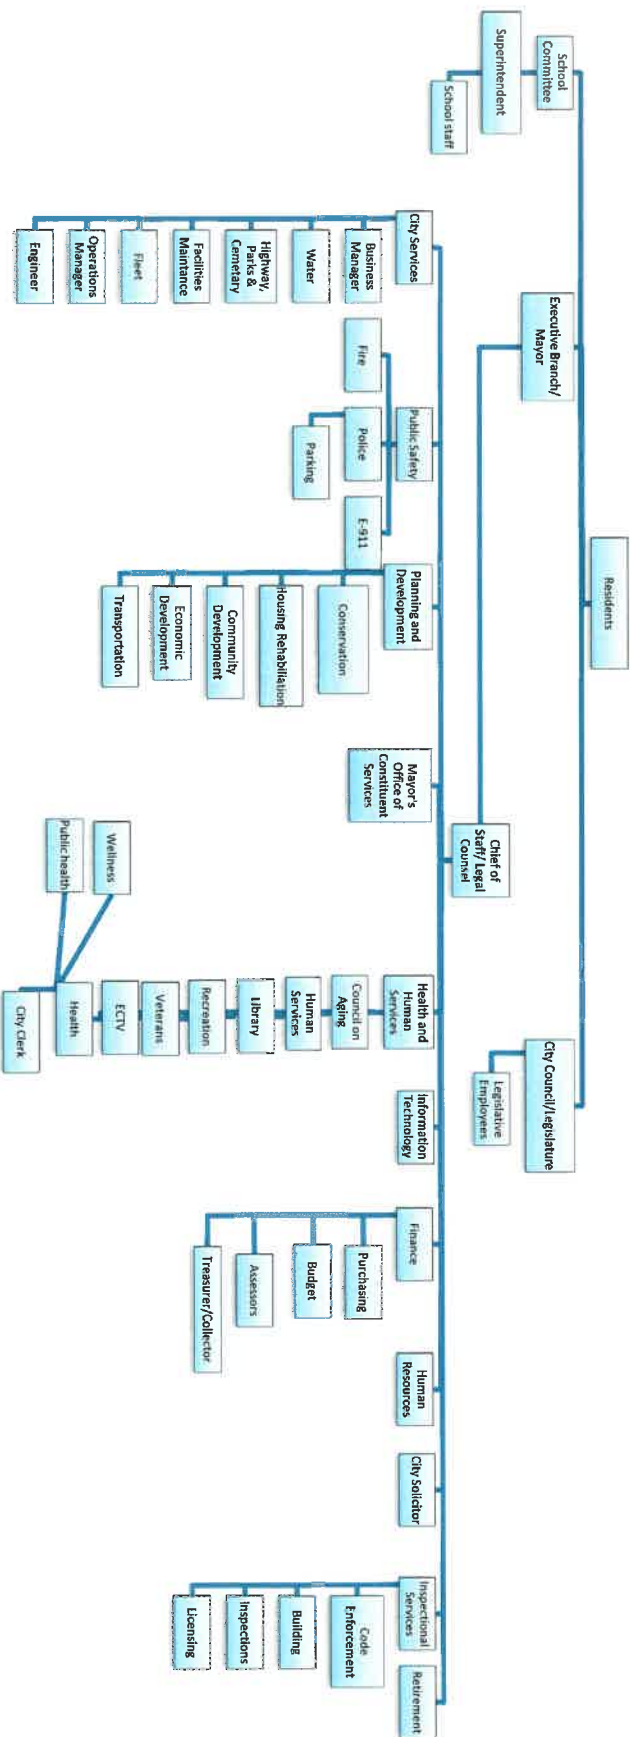 Residents
School
Committee
Executive Branch/
Mayor
City Council/Legislature
Superintendent
Legislative
Employees
School staff
Chief of
Staff/ Legal
Counsel
City Services
Public Safety
Planning and
Development
Mayor's
Office of
Constituent
Services
Health and
Human
Services
Information
Technology
Finance
Human
Resources
City Solicitor
Inspectional
Services
Retirement
Business
Manager
Water
Highway,
Parks &
Cemetary
Facilities
Maintance
Fleet
Operations
Manager
Engineer
Fire
Police
E-911
Parking
Conservation
Housing Rehabiliation
Community
Development
Economic
Development
Transportation
Council on
Aging
Human
Services
Library
Recreation
Veterans
ECTV
Health
City Clerk
Wellness
Public health
Purchasing
Budget
Assessors
Treasurer/Collector
Code
Enforcement
Building
Inspections
Licensing